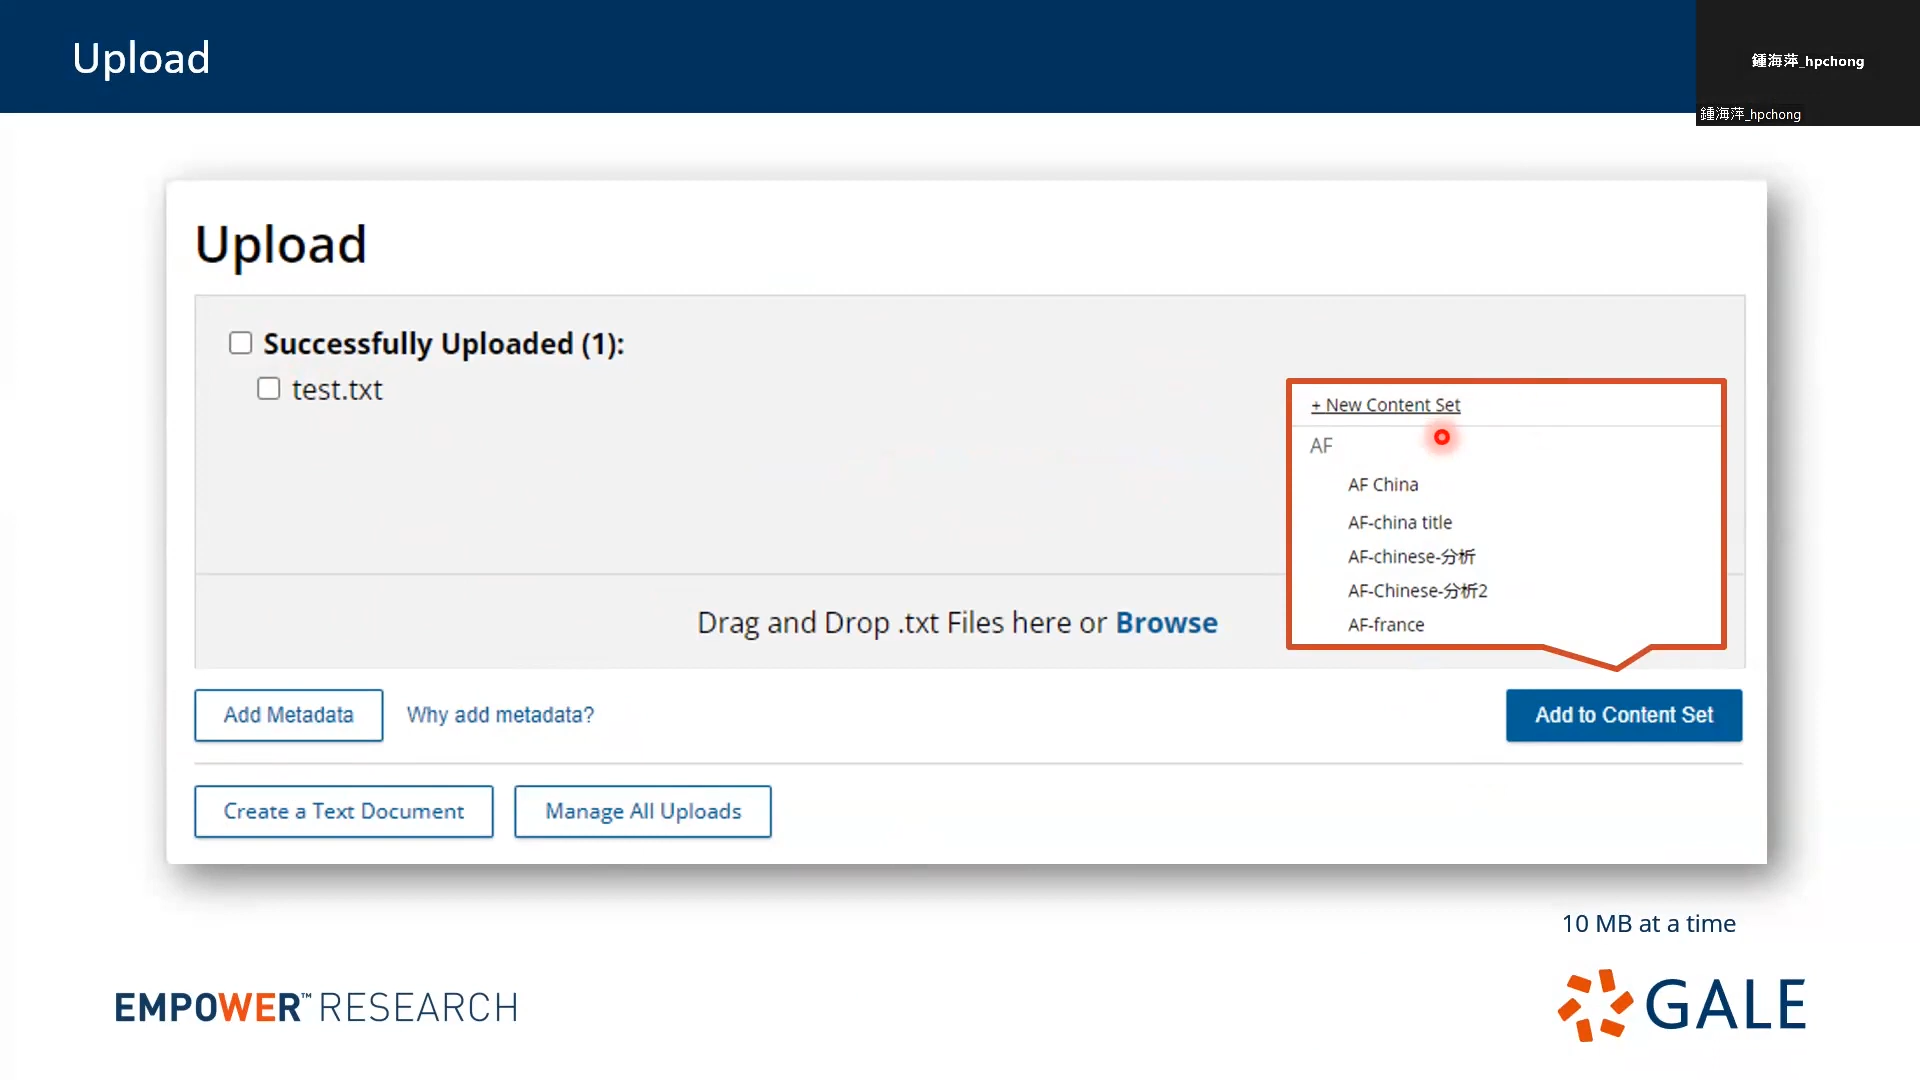 Upload
鍾海萍_hpchong
鍾海萍_hpchong
Upload
Successfully Uploaded (1):
test.txt
+ New Content Set
AF
AF China
AF-china title
AF-chinese-分析
AF-Chinese-分析2
AF-france
Drag and Drop .txt Files here or Browse
Add Metadata
Why add metadata?
Add to Content Set
Create a Text Document
Manage All Uploads
10 MB at a time
EMPOWER™ RESEARCH
GALE